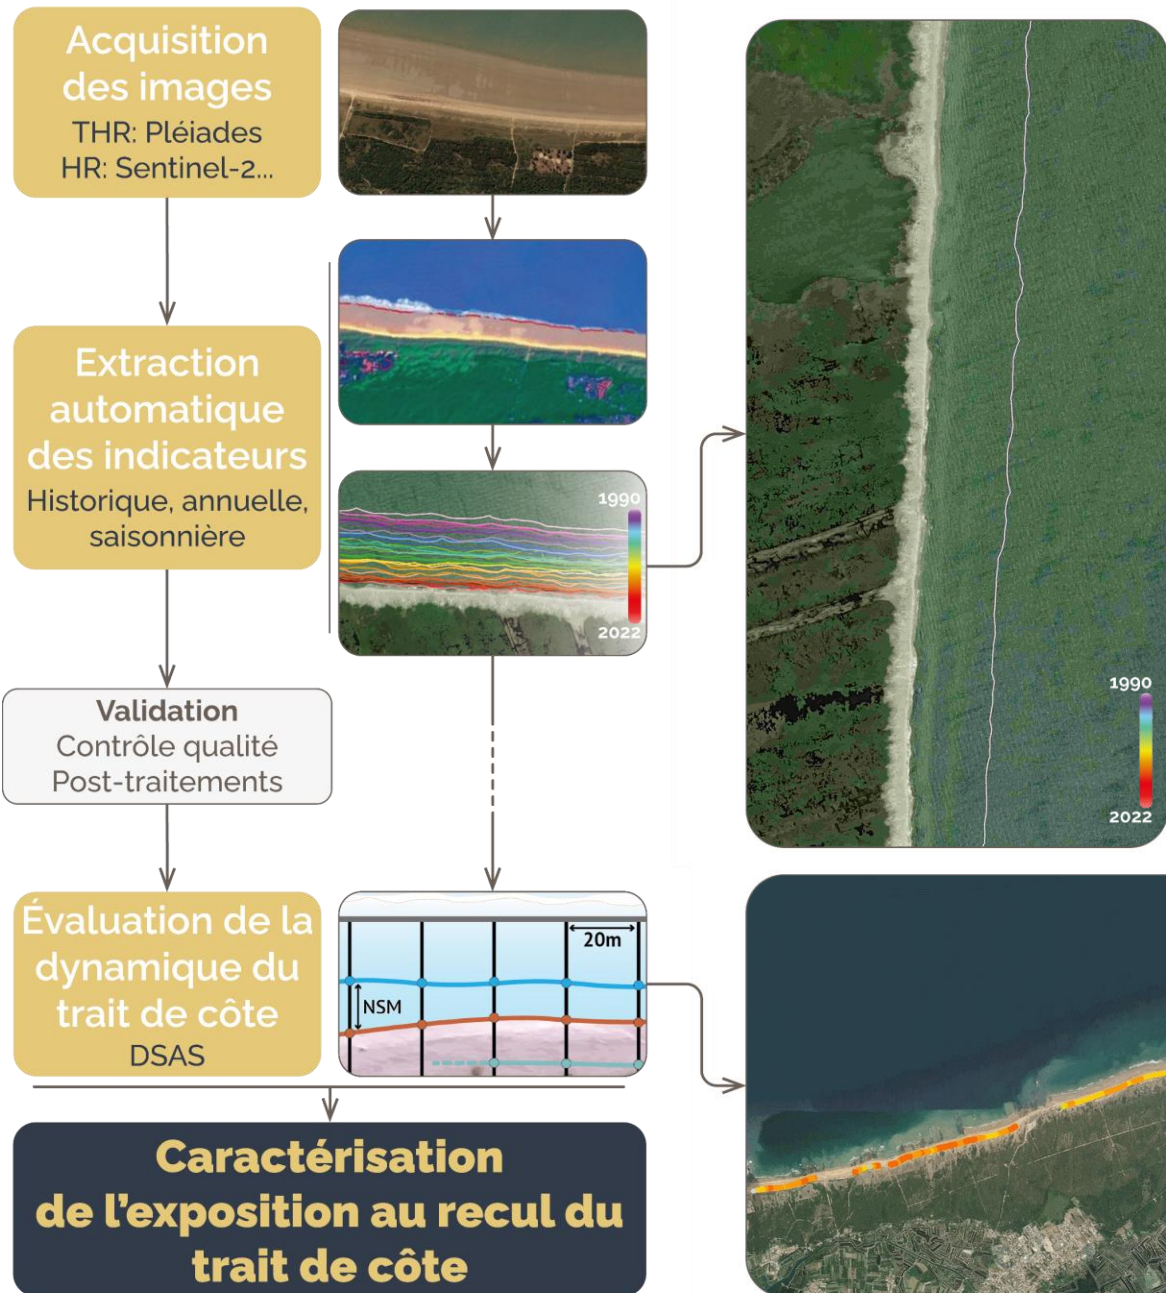 Acquisition
des images
THR: Pléiades
HR: Sentinel-2...
Extraction
automatique
des indicateurs
Historique, annuelle,
saisonnière
1990
2022
1990
2022
Validation
Contrôle qualité
Post-traitements
Évaluation de la
dynamique du
trait de côte
DSAS
20m
NSM
Caractérisation
de l'exposition au recul du
trait de côte